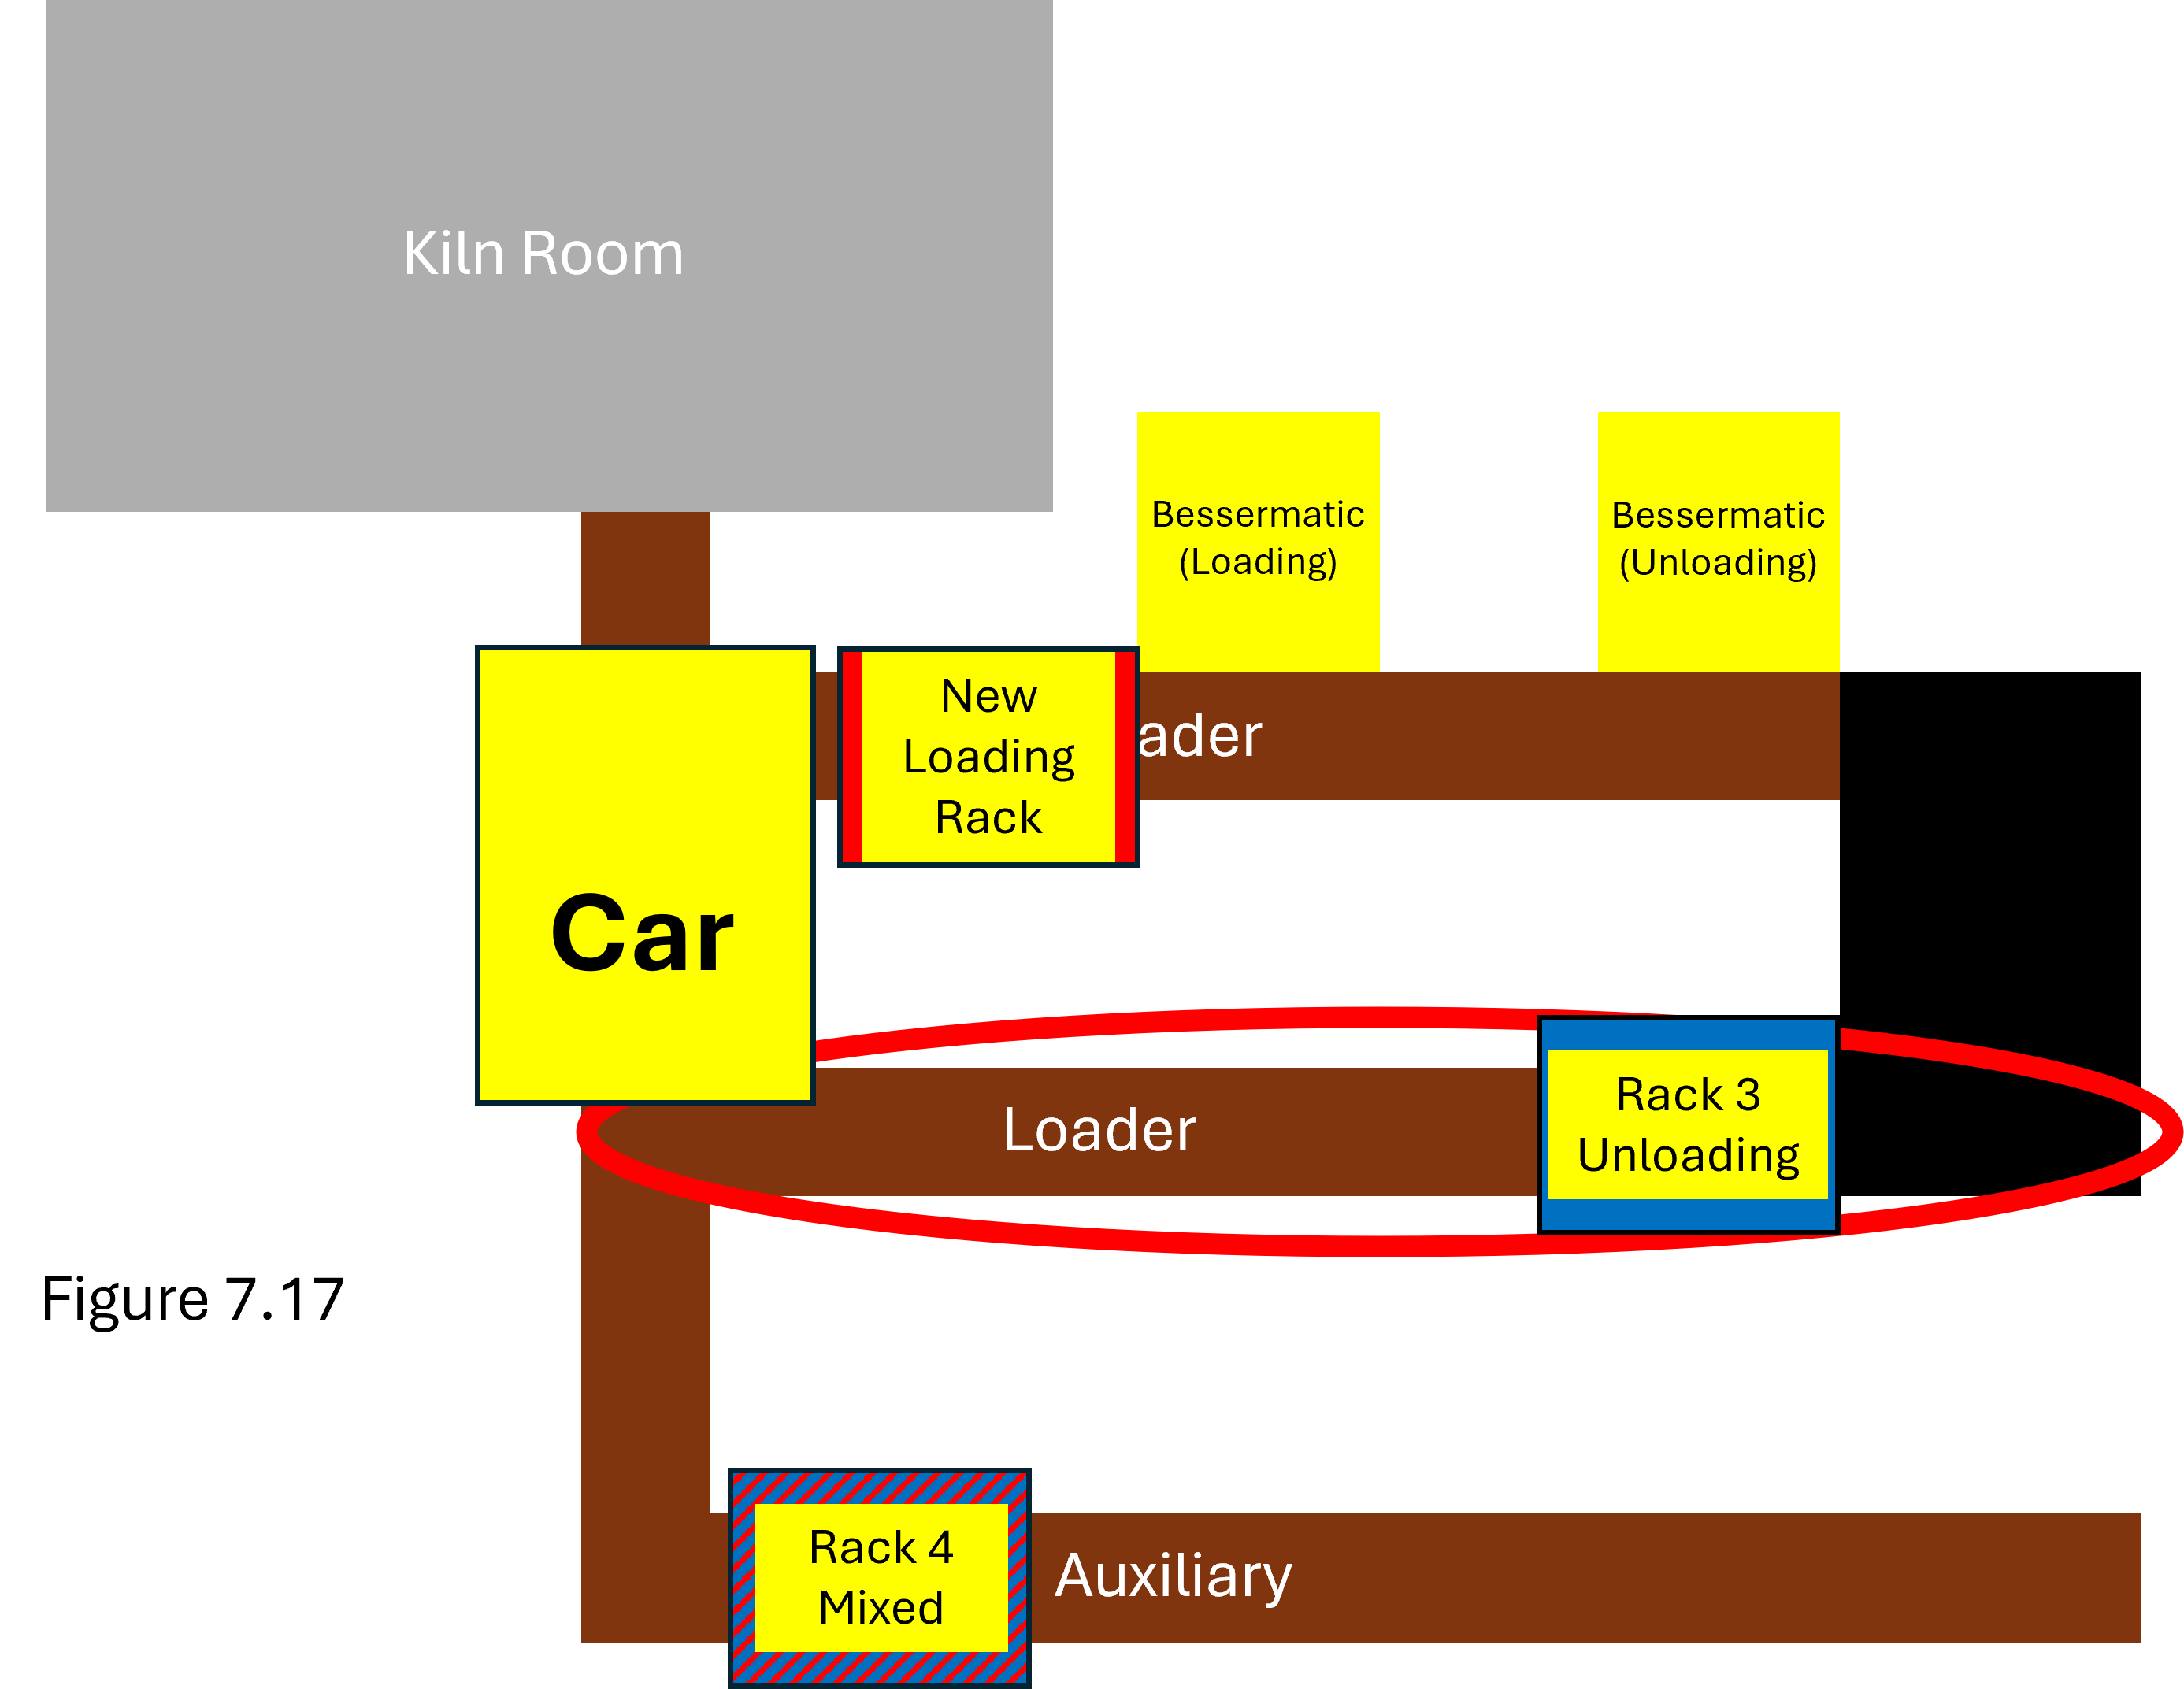 Kiln Room
Bessermatic
(Loading)
Bessermatic
(Unloading)
New
Loading
Rack
ader
Car
Loader
Rack 3
Unloading
Figure 7.17
Rack 4
Mixed
Auxiliary